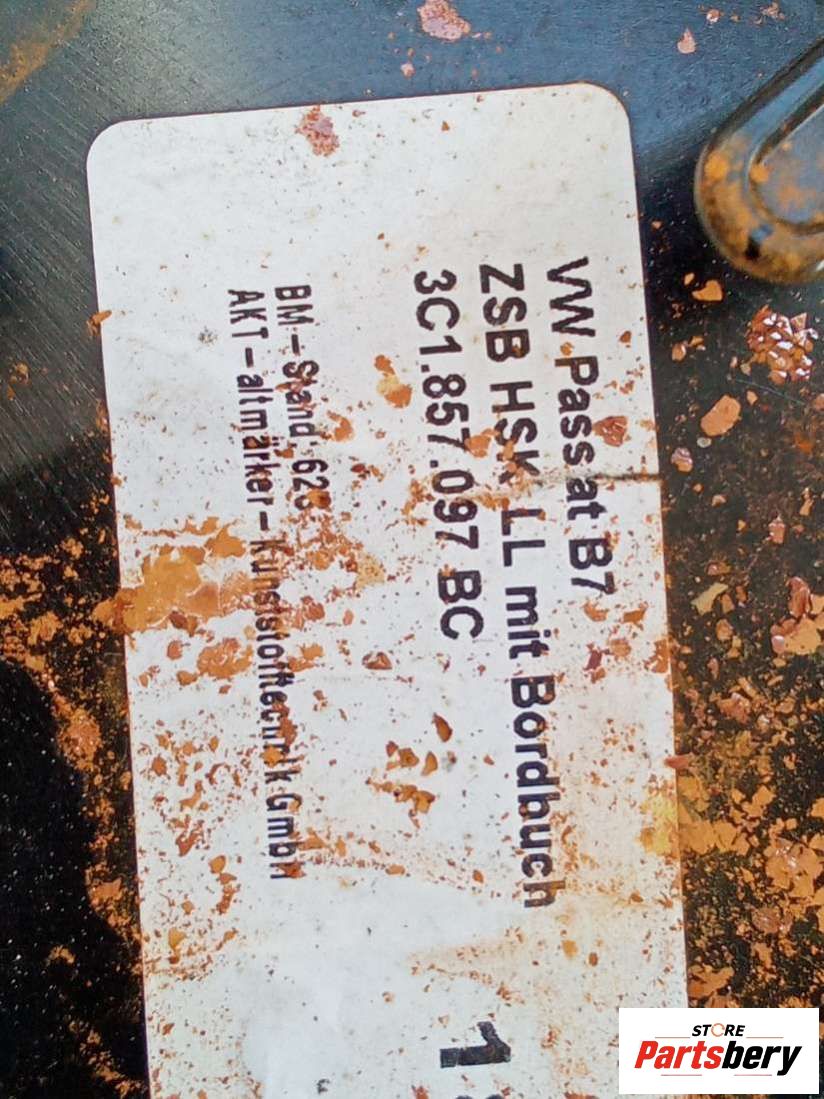 VW Passat B7
ZSB HSK LL mit Bordbuch
3C1.857.097 BC
BM-Stand: 623
AKT-altmärker-Kunststofftechnik GmbH
STORE
Partsbery